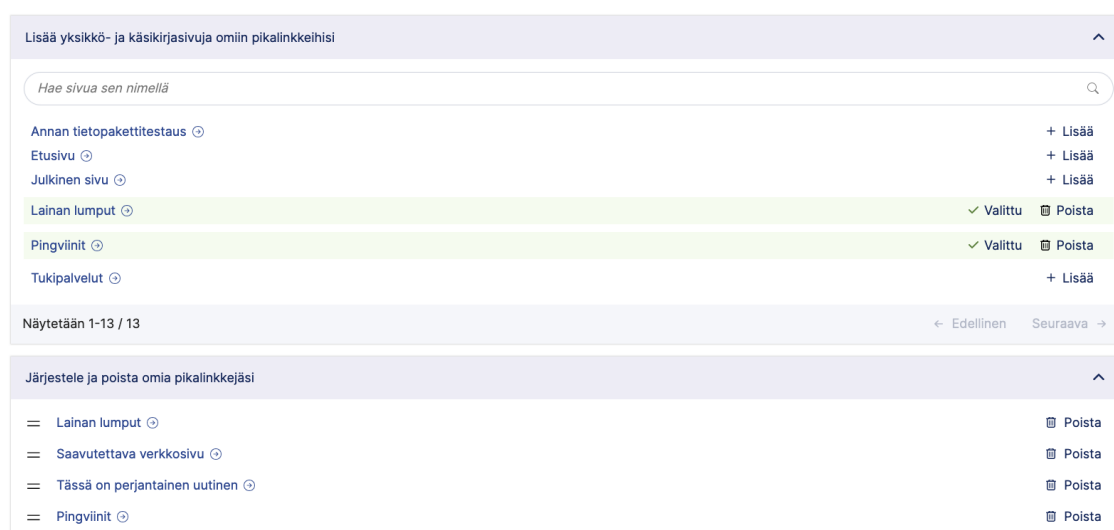 Lisää yksikkö- ja käsikirjasivuja omiin pikalinkkeihisi
Hae sivua sen nimellä
Annan tietopakettitestaus + Lisää
Etusivu + Lisää
Julkinen sivu + Lisää
Lainan lumput Valittu Poista
Pingviinit Valittu Poista
Tukipalvelut + Lisää
Näytetään 1-13 / 13 ← Edellinen Seuraava →
Järjestele ja poista omia pikalinkkejäsi
Lainan lumput Poista
Saavutettava verkkosivu Poista
Tässä on perjantainen uutinen Poista
Pingviinit Poista